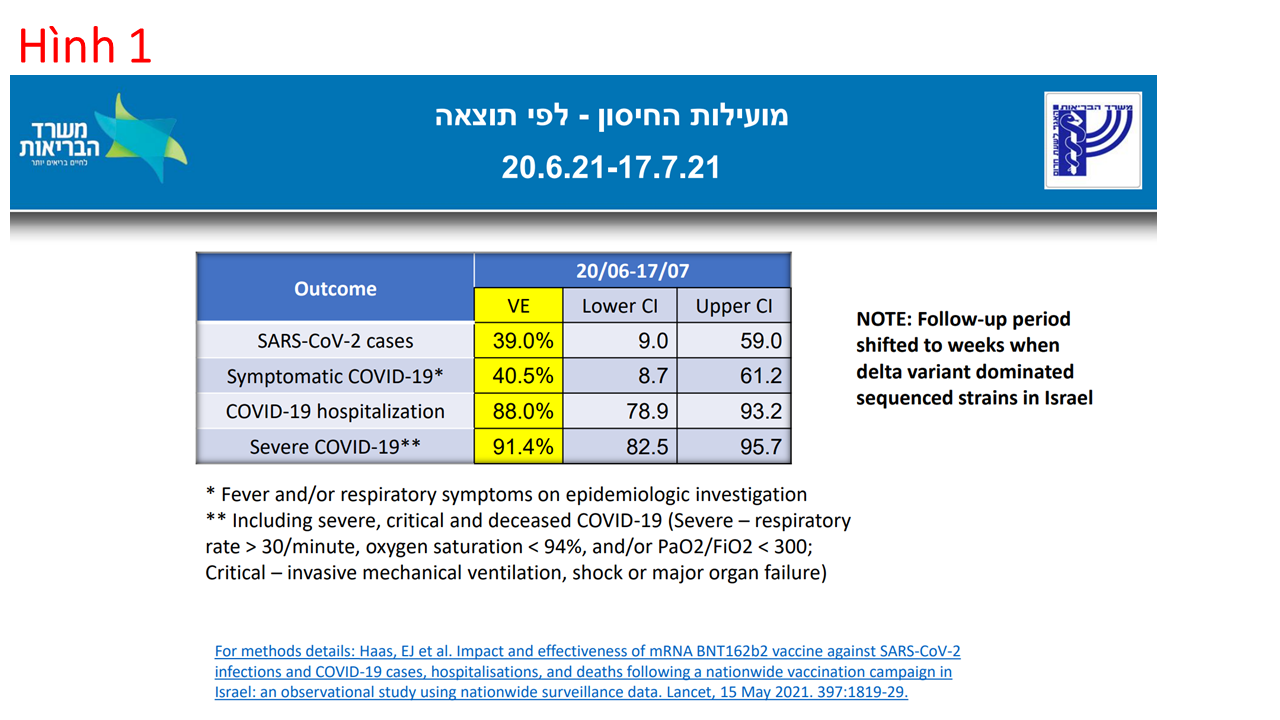 Hình 1
משרד
הבריאות
לחיים בריאים יותר
מועילות החיסון - לפי תוצאה
20.6.21-17.7.21
משרד הבריאות
Outcome
20/06-17/07
VE
Lower CI
Upper CI
SARS-CoV-2 cases
39.0%
9.0
59.0
Symptomatic COVID-19*
40.5%
8.7
61.2
COVID-19 hospitalization
88.0%
78.9
93.2
Severe COVID-19**
91.4%
82.5
95.7
NOTE: Follow-up period
shifted to weeks when
delta variant dominated
sequenced strains in Israel
* Fever and/or respiratory symptoms on epidemiologic investigation
** Including severe, critical and deceased COVID-19 (Severe – respiratory
rate > 30/minute, oxygen saturation < 94%, and/or PaO2/FiO2 < 300;
Critical – invasive mechanical ventilation, shock or major organ failure)
For methods details: Haas, EJ et al. Impact and effectiveness of mRNA BNT162b2 vaccine against SARS-CoV-2
infections and COVID-19 cases, hospitalisations, and deaths following a nationwide vaccination campaign in
Israel: an observational study using nationwide surveillance data. Lancet, 15 May 2021. 397:1819-29.